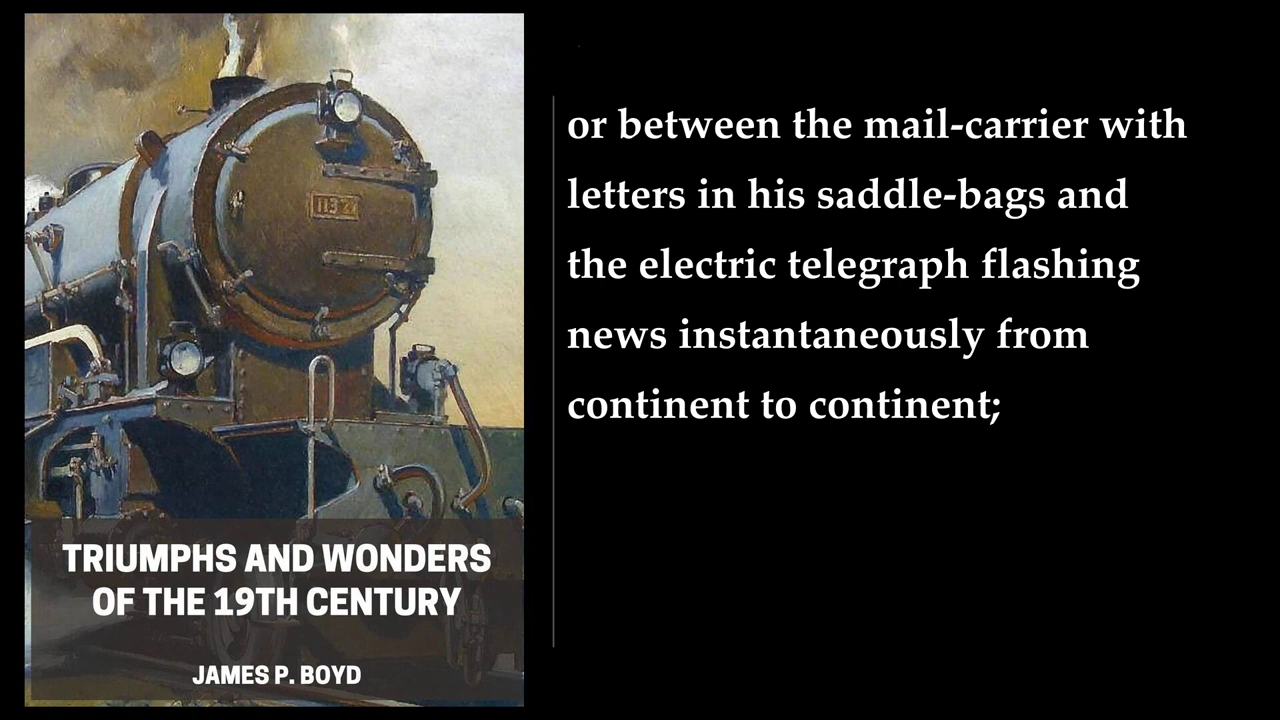 TRIUMPHS AND WONDERS
OF THE 19TH CENTURY
JAMES P. BOYD
or between the mail-carrier with
letters in his saddle-bags and
the electric telegraph flashing
news instantaneously from
continent to continent;